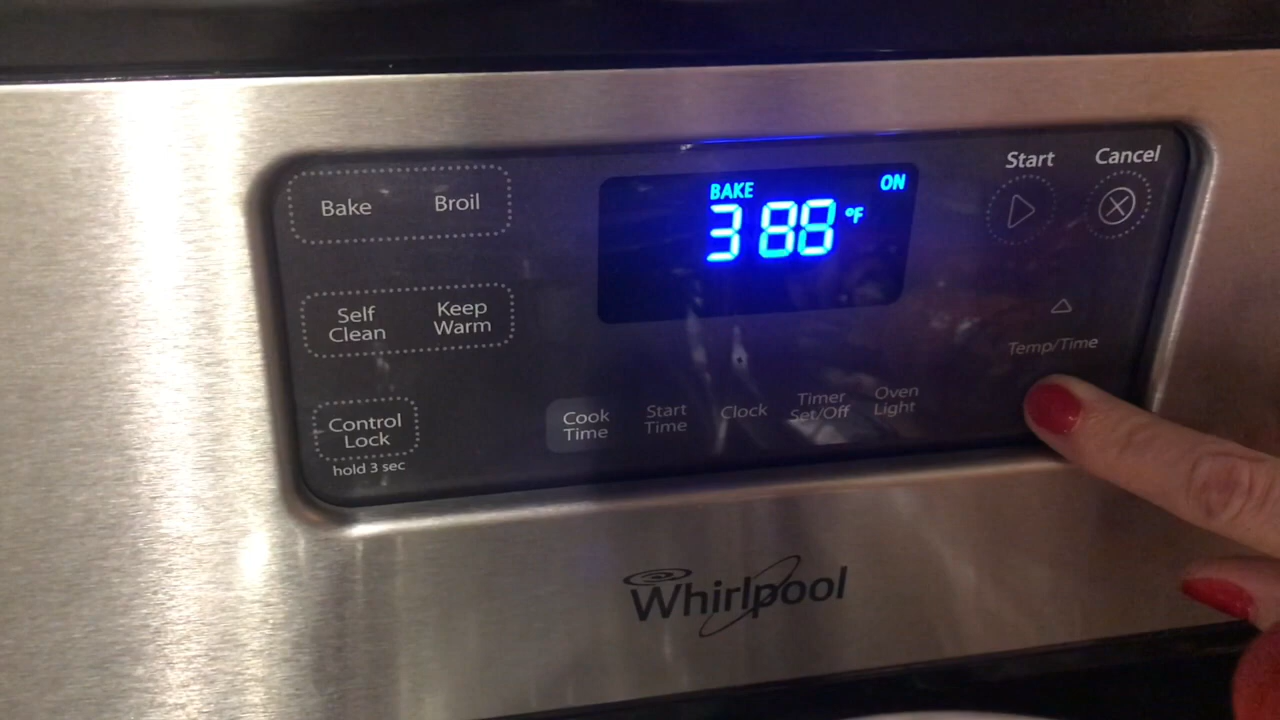 Bake
Broil
Self
Clean
Keep
Warm
Control
Lock
hold 3 sec
BAKE
ON
388 °F
Cook
Time
Start
Time
Clock
Timer
Set/Off
Oven
Light
Start
Cancel
Temp/Time
Whirlpool